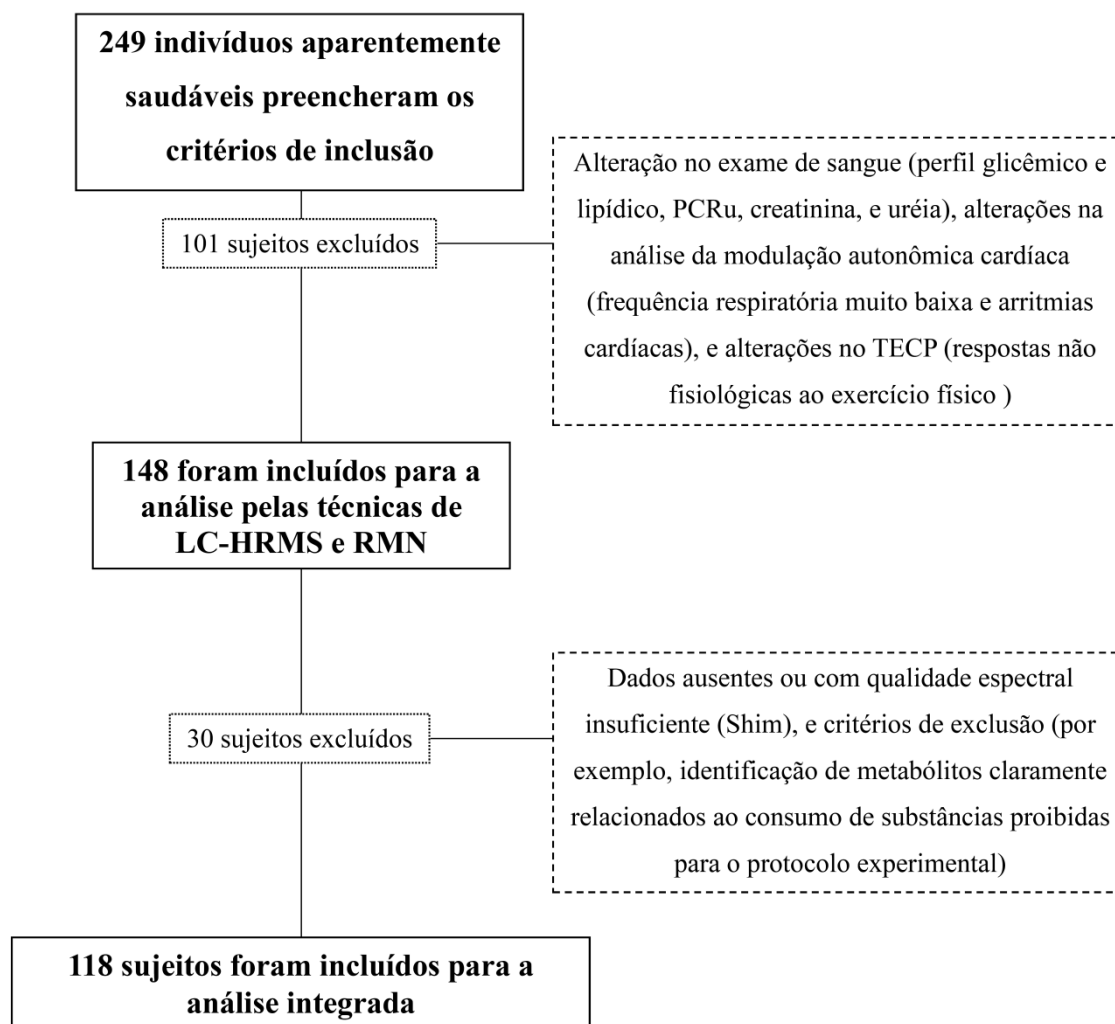 249 indivíduos aparentemente
saudáveis preencheram os
critérios de inclusão
101 sujeitos excluídos
Alteração no exame de sangue (perfil glicêmico e
lipídico, PCRu, creatinina, e uréia), alterações na
análise da modulação autonômica cardíaca
(frequência respiratória muito baixa e arritmias
cardíacas), e alterações no TECP (respostas não
fisiológicas ao exercício físico )
148 foram incluídos para a
análise pelas técnicas de
LC-HRMS e RMN
30 sujeitos excluídos
Dados ausentes ou com qualidade espectral
insuficiente (Shim), e critérios de exclusão (por
exemplo, identificação de metabólitos claramente
relacionados ao consumo de substâncias proibidas
para o protocolo experimental)
118 sujeitos foram incluídos para a
análise integrada